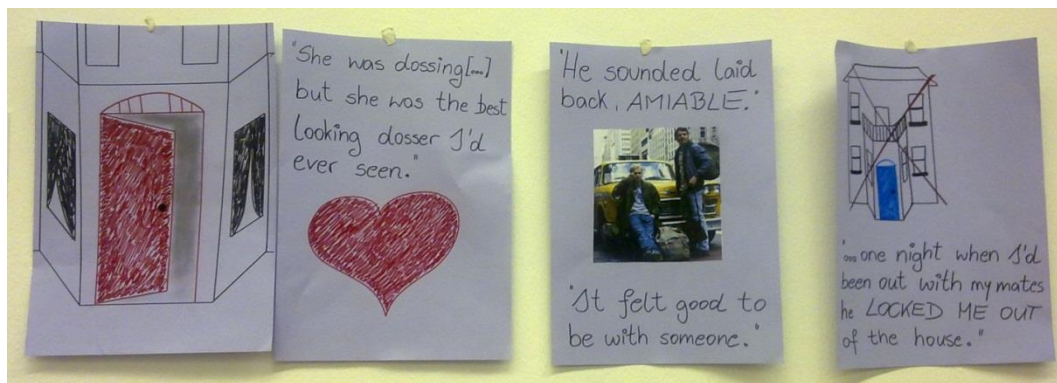 "She was dossing[...]
but she was the best
looking dosser I'd
ever seen."
"He sounded laid
back, AMIABLE."
"It felt good to
be with someone."
"...one night when I'd
been out with my mates
he LOCKED ME OUT
of the house."